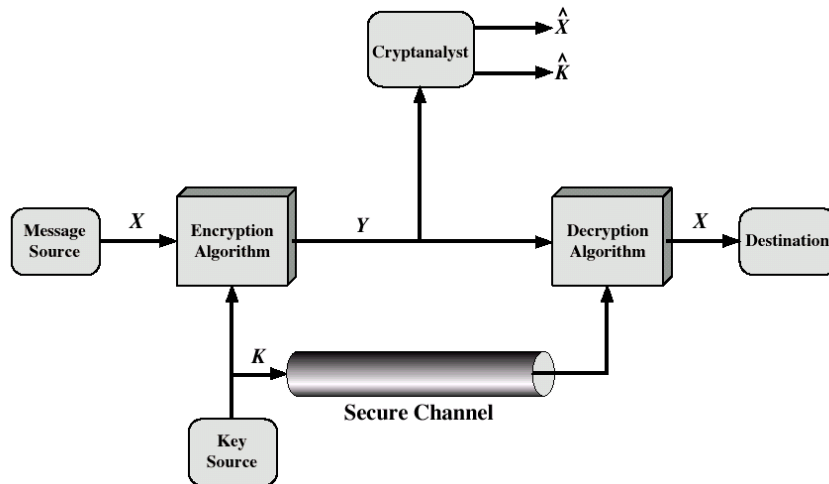 X̂
Cryptanalyst
K̂
Message
Source
X
Encryption
Algorithm
Y
Decryption
Algorithm
X
Destination
K
Secure Channel
Key
Source